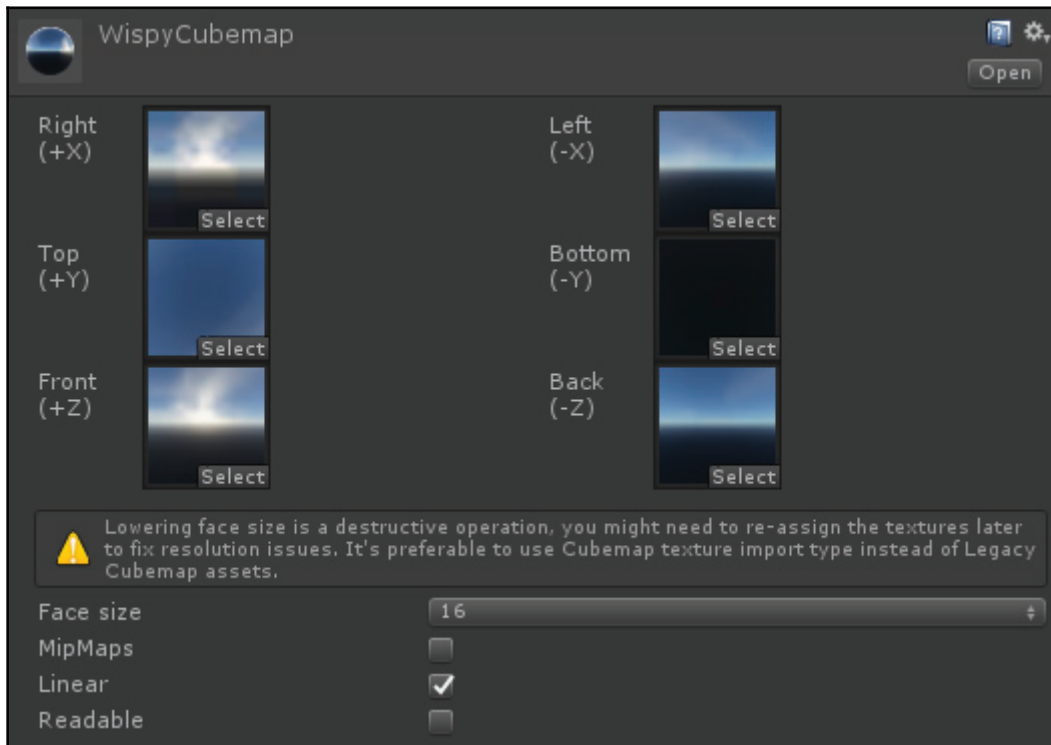 WispyCubemap
Open
Right
(+X)
Select
Left
(-X)
Select
Top
(+Y)
Select
Bottom
(-Y)
Select
Front
(+Z)
Select
Back
(-Z)
Select
Lowering face size is a destructive operation, you might need to re-assign the textures later
to fix resolution issues. It's preferable to use Cubemap texture import type instead of Legacy
Cubemap assets.
Face size 16
MipMaps
Linear
Readable